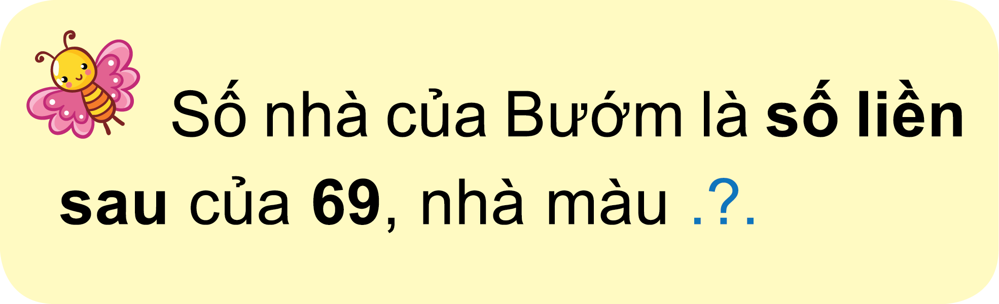 Số nhà của Bướm là số liền
sau của 69, nhà màu .?.